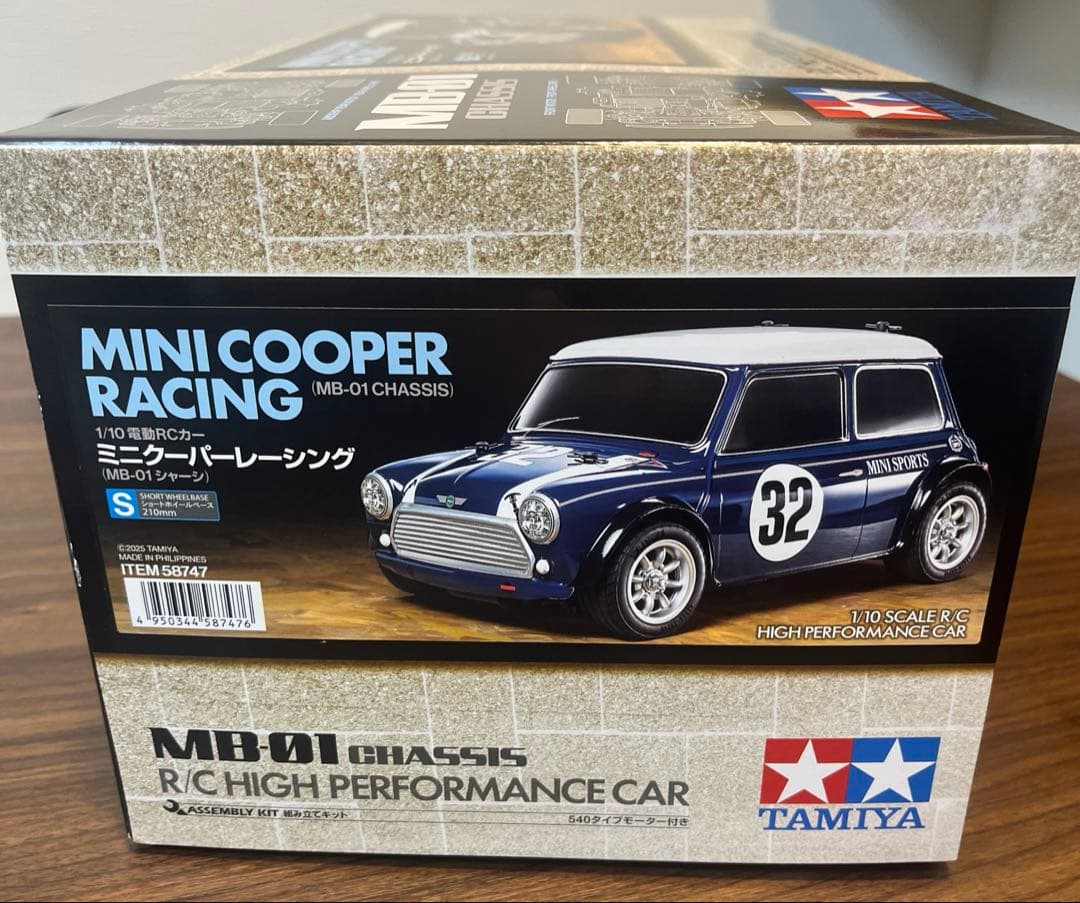 MB-01
CHASSIS
TAMIYA
MINI COOPER
RACING (MB-01 CHASSIS)
1/10 電動RCカー
ミニクーパーレーシング
(MB-01 シャーシ)
S SHORT WHEELBASE
ショートホイールベース
210mm
©2025 TAMIYA
MADE IN PHILIPPINES
ITEM 58747
4 950344 587476
32
32
MINI SPORTS
1/10 SCALE R/C
HIGH PERFORMANCE CAR
MB-01 CHASSIS
R/C HIGH PERFORMANCE CAR
ASSEMBLY KIT 組み立てキット
540タイプモーター付き
TAMIYA